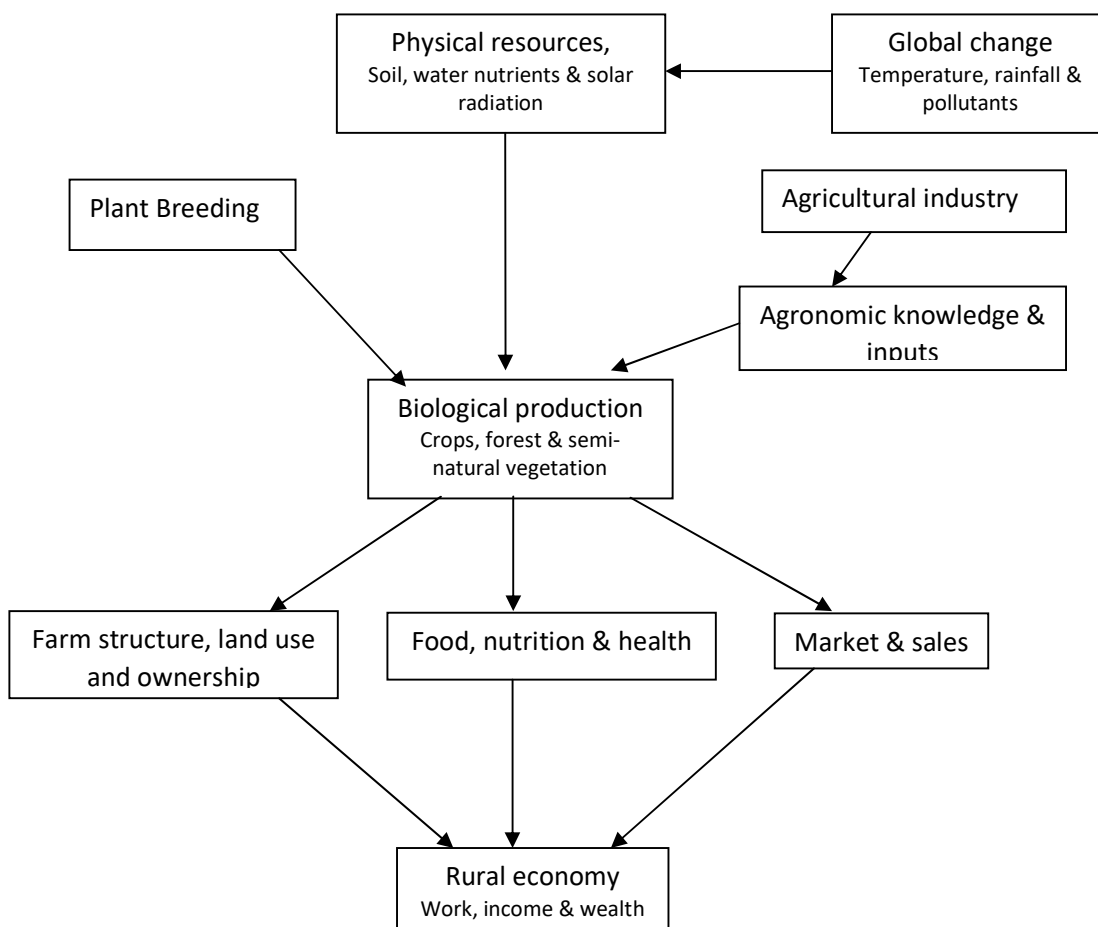 Physical resources,
Soil, water nutrients & solar
radiation
Global change
Temperature, rainfall &
pollutants
Plant Breeding
Agricultural industry
Agronomic knowledge &
inputs
Biological production
Crops, forest & semi-
natural vegetation
Farm structure, land use
and ownership
Food, nutrition & health
Market & sales
Rural economy
Work, income & wealth